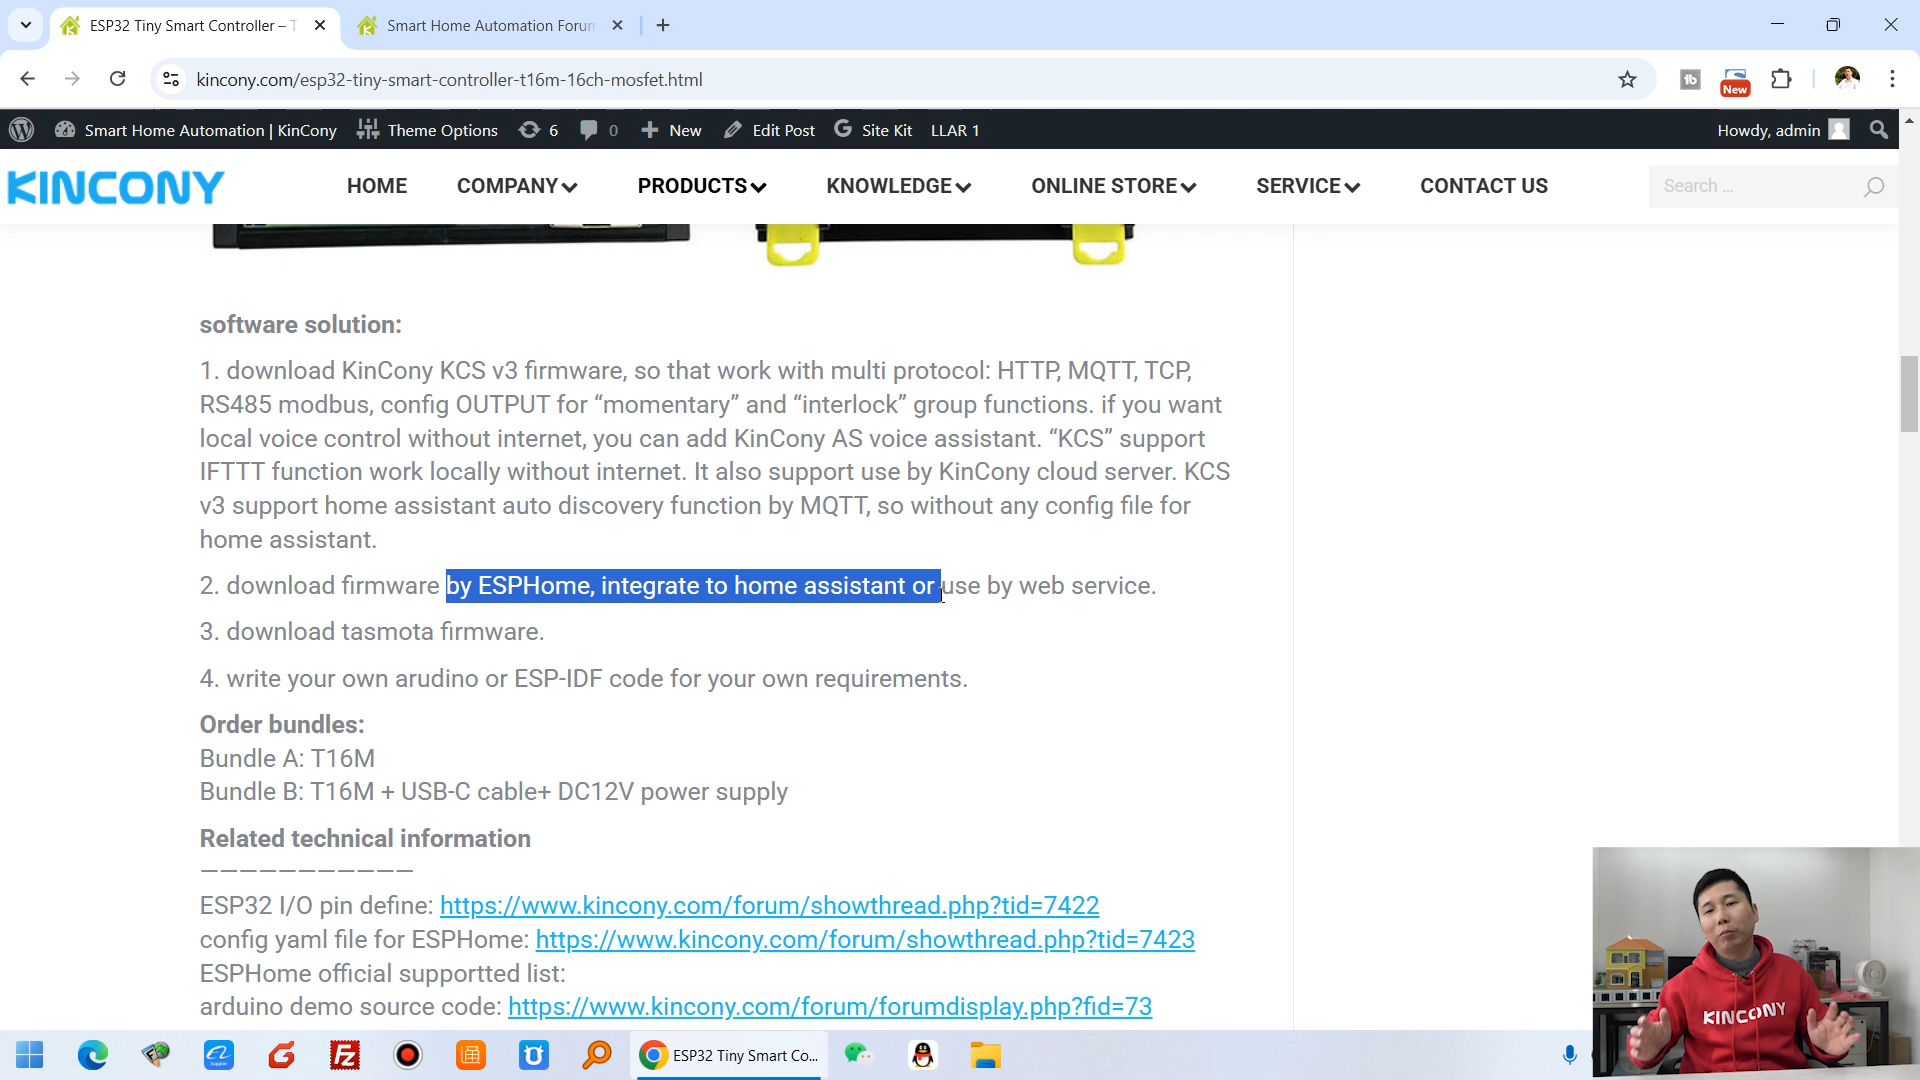 ESP32 Tiny Smart Controller – T
Smart Home Automation Forum
kincony.com/esp32-tiny-smart-controller-t16m-16ch-mosfet.html
New
Smart Home Automation | KinCony
Theme Options
6
0
New
Edit Post
Site Kit
LLAR 1
Howdy, admin
KINCONY
HOME
COMPANY
PRODUCTS
KNOWLEDGE
ONLINE STORE
SERVICE
CONTACT US
Search ...
software solution:
1. download KinCony KCS v3 firmware, so that work with multi protocol: HTTP, MQTT, TCP,
RS485 modbus, config OUTPUT for “momentary” and “interlock” group functions. if you want
local voice control without internet, you can add KinCony AS voice assistant. “KCS” support
IFTTT function work locally without internet. It also support use by KinCony cloud server. KCS
v3 support home assistant auto discovery function by MQTT, so without any config file for
home assistant.
2. download firmware by ESPHome, integrate to home assistant or use by web service.
3. download tasmota firmware.
4. write your own arudino or ESP-IDF code for your own requirements.
Order bundles:
Bundle A: T16M
Bundle B: T16M + USB-C cable+ DC12V power supply
Related technical information
———————————
ESP32 I/O pin define: https://www.kincony.com/forum/showthread.php?tid=7422
config yaml file for ESPHome: https://www.kincony.com/forum/showthread.php?tid=7423
ESPHome official supportted list:
arduino demo source code: https://www.kincony.com/forum/forumdisplay.php?fid=73
KINCONY
ESP32 Tiny Smart Co...